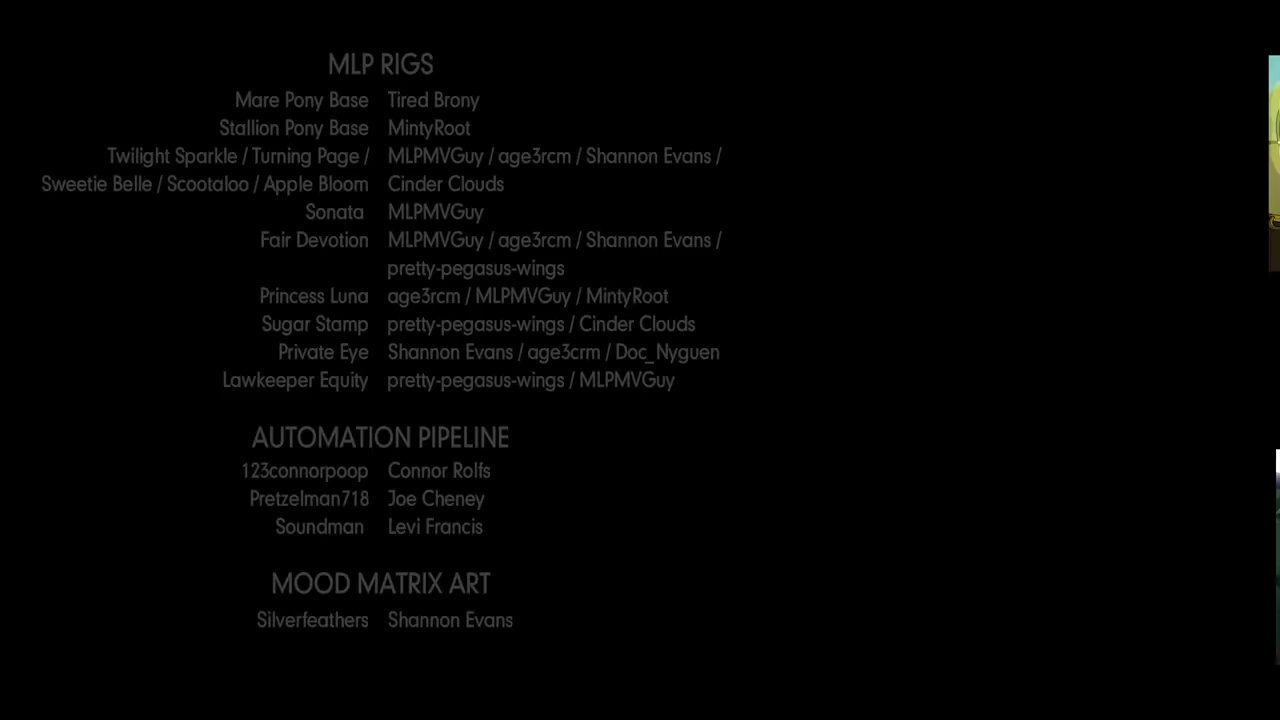 MLP RIGS
Mare Pony Base Tired Brony
Stallion Pony Base MintyRoot
Twilight Sparkle / Turning Page / MLPMVGuy / age3rcm / Shannon Evans /
Sweetie Belle / Scootaloo / Apple Bloom Cinder Clouds
Sonata MLPMVGuy
Fair Devotion MLPMVGuy / age3rcm / Shannon Evans /
pretty-pegasus-wings
Princess Luna age3rcm / MLPMVGuy / MintyRoot
Sugar Stamp pretty-pegasus-wings / Cinder Clouds
Private Eye Shannon Evans / age3crm / Doc_Nyguen
Lawkeeper Equity pretty-pegasus-wings / MLPMVGuy
AUTOMATION PIPELINE
123connorpoop Connor Rolfs
Pretzelman718 Joe Cheney
Soundman Levi Francis
MOOD MATRIX ART
Silverfeathers Shannon Evans